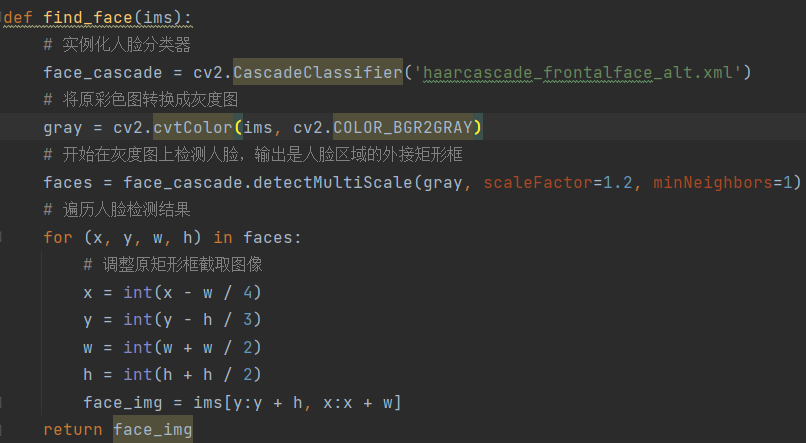 def find_face(ims):
    # 实例化人脸分类器
    face_cascade = cv2.CascadeClassifier('haarcascade_frontalface_alt.xml')
    # 将原彩色图转换成灰度图
    gray = cv2.cvtColor(ims, cv2.COLOR_BGR2GRAY)
    # 开始在灰度图上检测人脸，输出是人脸区域的外接矩形框
    faces = face_cascade.detectMultiScale(gray, scaleFactor=1.2, minNeighbors=1)
    # 遍历人脸检测结果
    for (x, y, w, h) in faces:
        # 调整原矩形框截取图像
        x = int(x - w / 4)
        y = int(y - h / 3)
        w = int(w + w / 2)
        h = int(h + h / 2)
        face_img = ims[y:y + h, x:x + w]
    return face_img